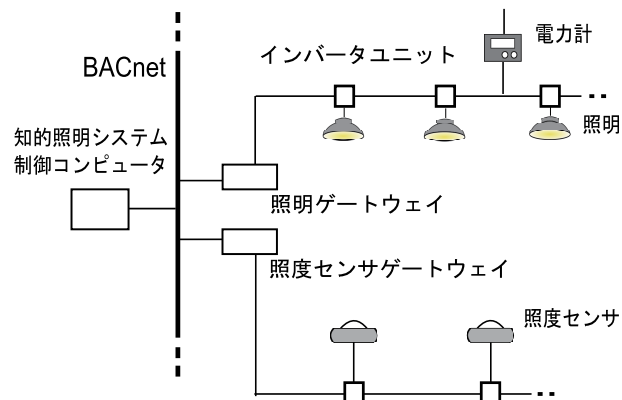 電力計
インバータユニット
BACnet
照明
知的照明システム
制御コンピュータ
照明ゲートウェイ
照度センサゲートウェイ
照度センサ